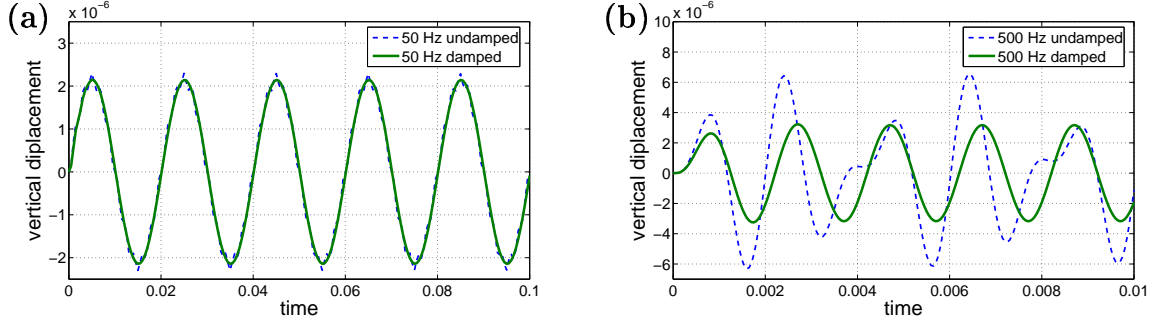 (a)
x 10⁻⁶
3
2
1
0
−1
−2
vertical displacement
0 0.02 0.04 0.06 0.08 0.1
time
50 Hz undamped
50 Hz damped
(b)
x 10⁻⁶
10
8
6
4
2
0
−2
−4
−6
vertical displacement
0 0.002 0.004 0.006 0.008 0.01
time
500 Hz undamped
500 Hz damped